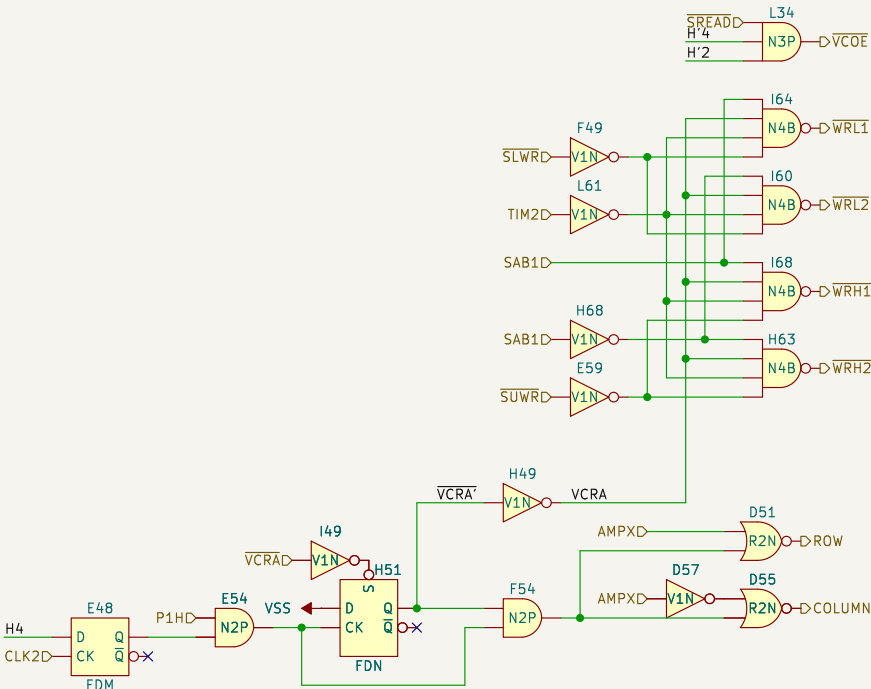 L34
SREAD
H'4
N3P
VCOE
H'2
I64
F49
N4B
WRL1
SLWR
V1N
I60
L61
N4B
WRL2
TIM2
V1N
SAB1
I68
N4B
WRH1
H68
SAB1
V1N
H63
E59
N4B
WRH2
SUWR
V1N
H49
VCRA'
V1N
VCRA
D51
I49
AMPX
R2N
ROW
VCRA
V1N
H51
S
D57
D55
E54
F54
AMPX
V1N
E48
VSS
D
Q
R2N
COLUMN
P1H
N2P
CK
Q
N2P
H4
D
Q
CLK2
CK
Q
FDN
FDM